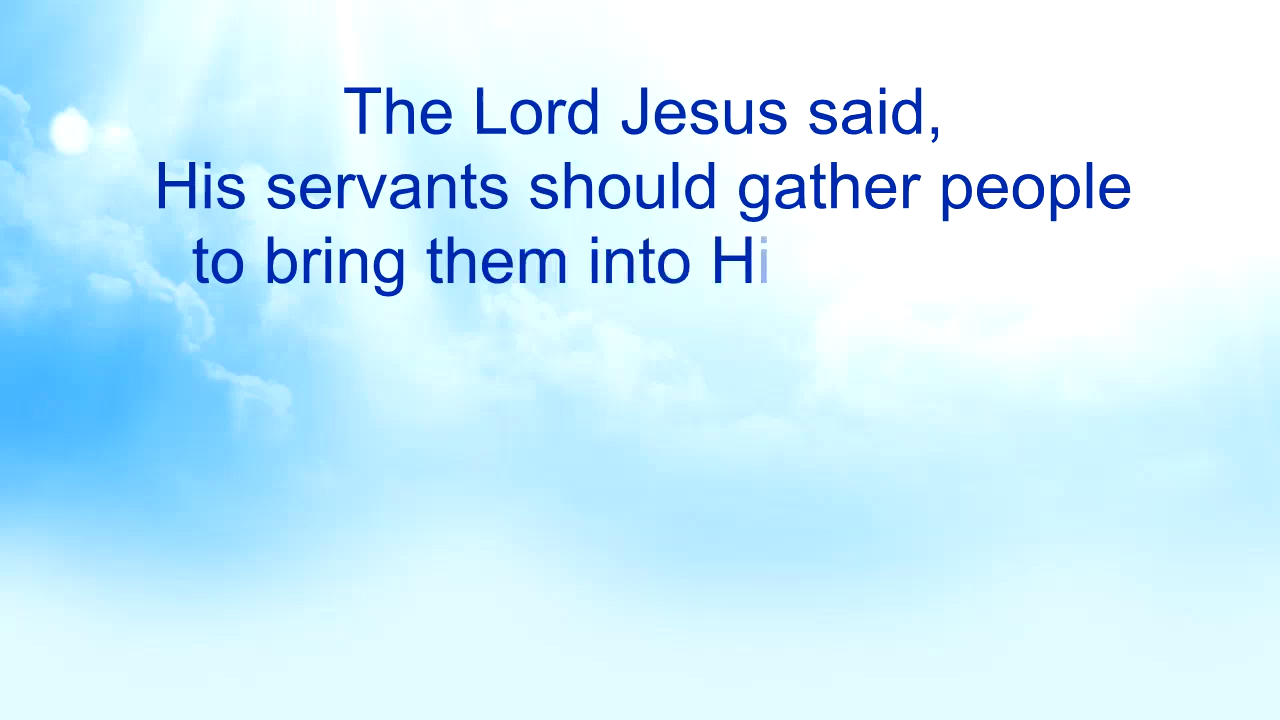 The Lord Jesus said,
His servants should gather people
to bring them into Hi